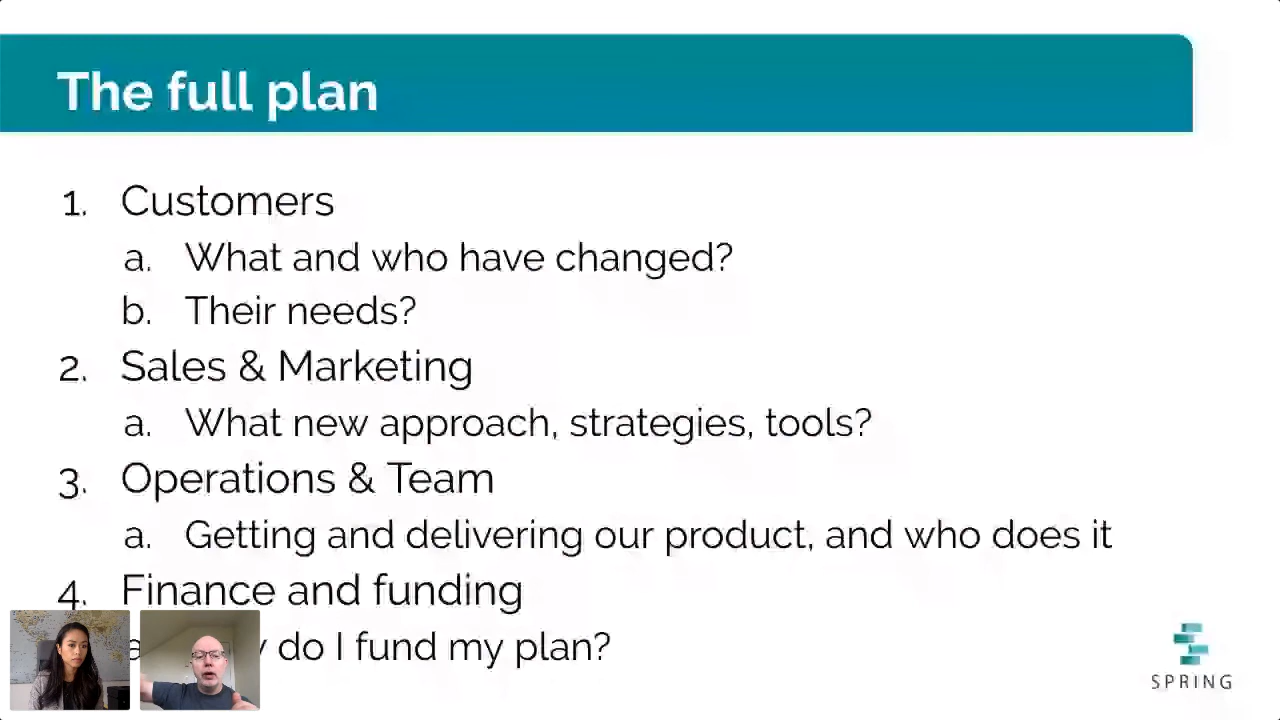 The full plan
1. Customers
a. What and who have changed?
b. Their needs?
2. Sales & Marketing
a. What new approach, strategies, tools?
3. Operations & Team
a. Getting and delivering our product, and who does it
4. Finance and funding
a. do I fund my plan?
SPRING